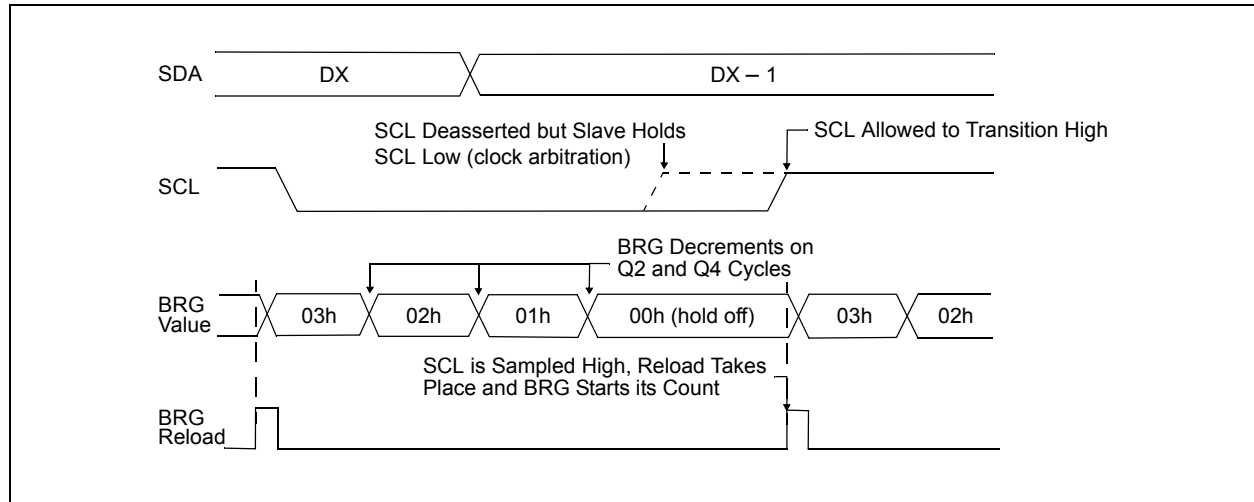 SDA
DX
DX – 1
SCL Deasserted but Slave Holds
SCL Low (clock arbitration)
SCL Allowed to Transition High
SCL
BRG Decrements on
Q2 and Q4 Cycles
BRG
Value
03h
02h
01h
00h (hold off)
03h
02h
SCL is Sampled High, Reload Takes
Place and BRG Starts its Count
BRG
Reload